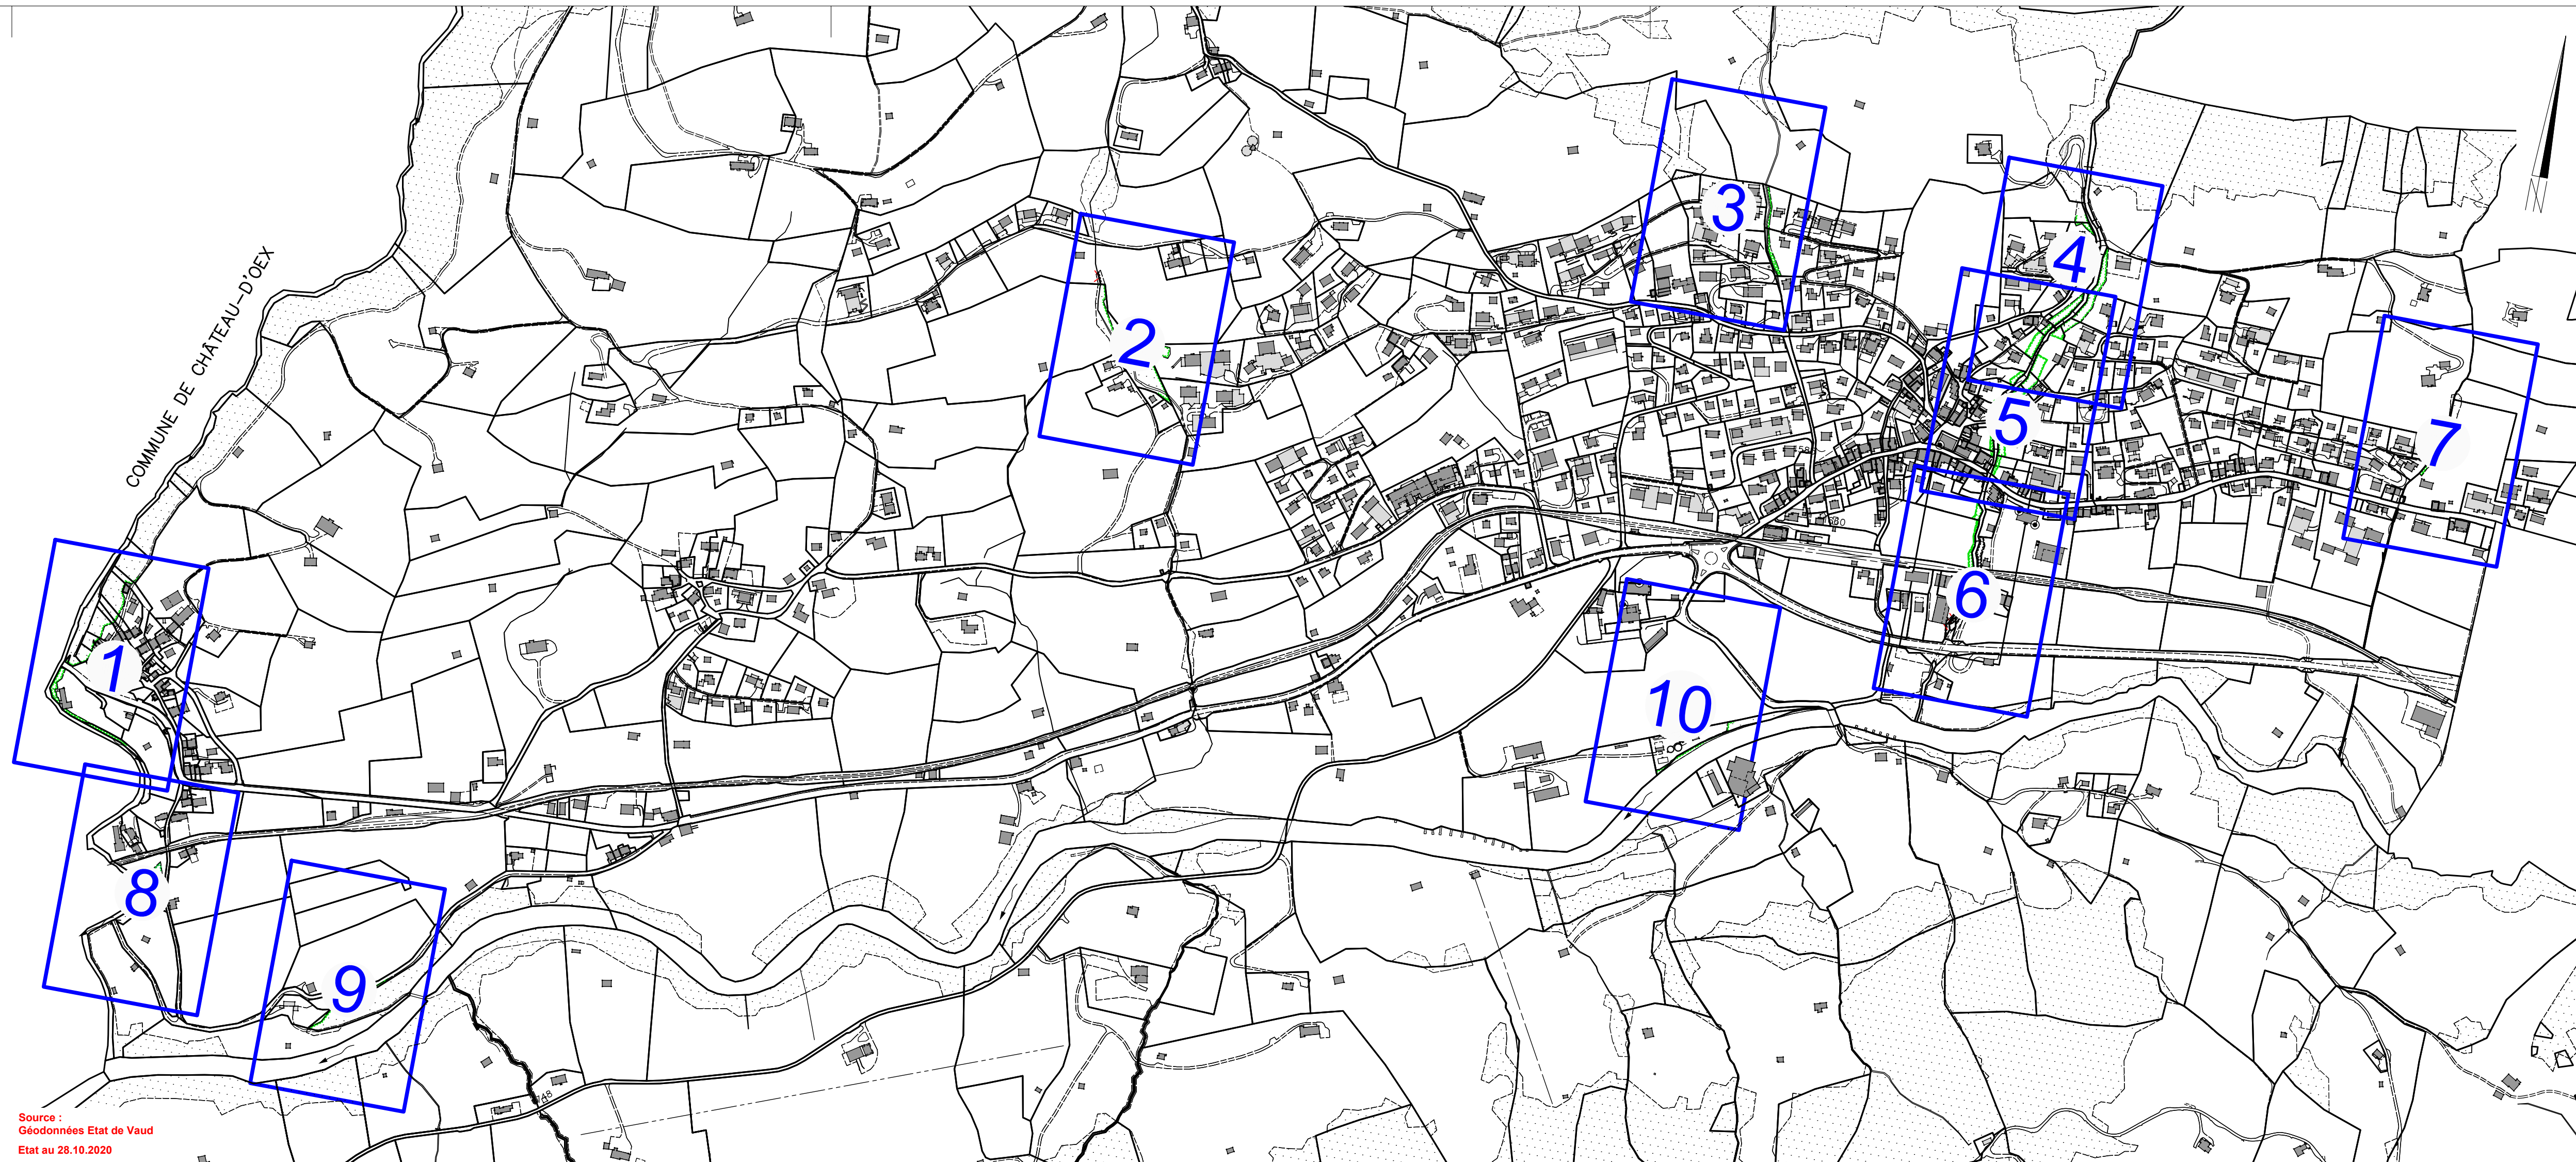 COMMUNE DE CHÂTEAU-D'OEX
3
4
2
5
7
6
1
10
8
9
Source :
Géodonnées Etat de Vaud
Etat au 28.10.2020